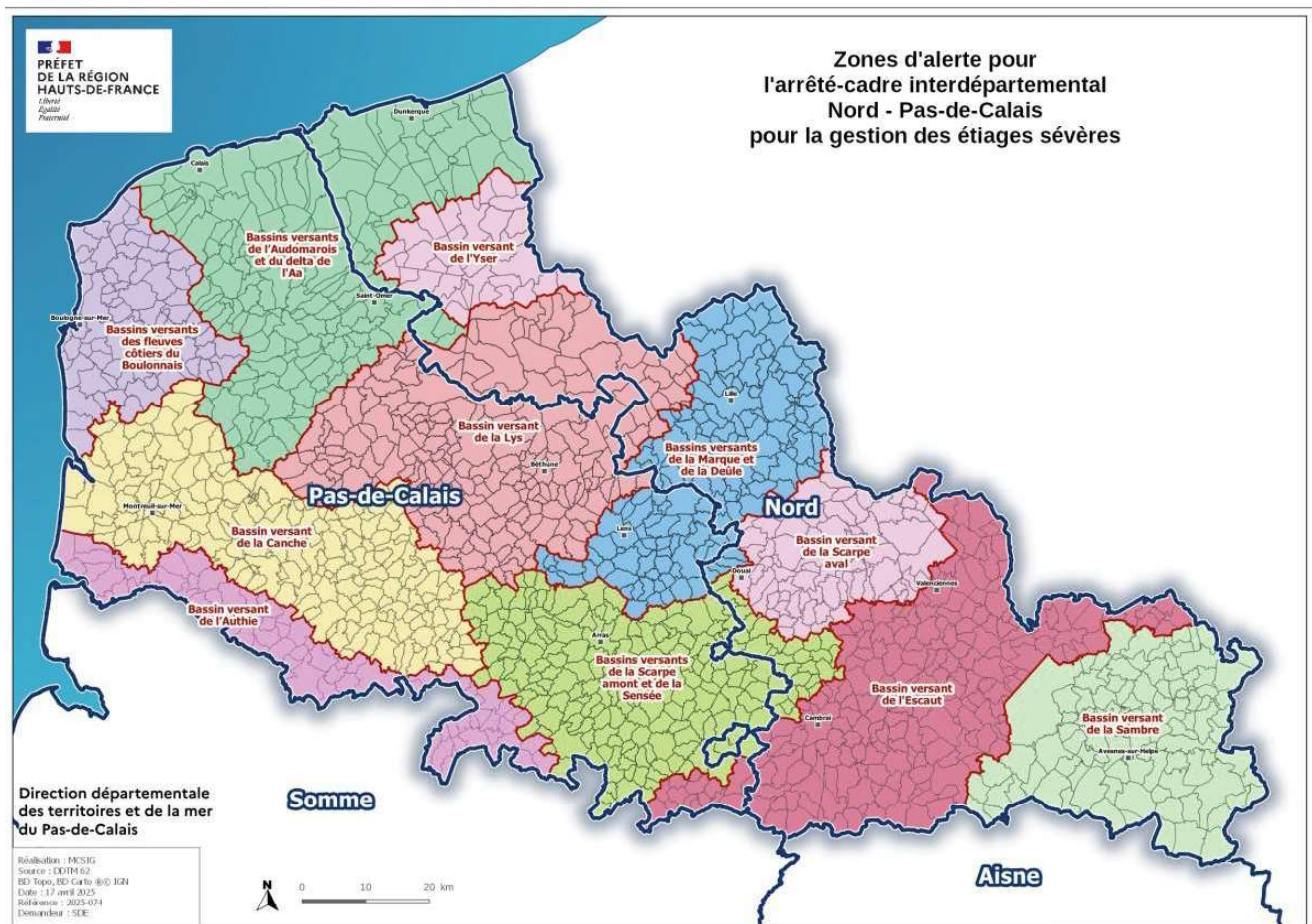 PRÉFET
DE LA RÉGION
HAUTS-DE-FRANCE
Liberté
Égalité
Fraternité
Zones d'alerte pour
l'arrêté-cadre interdépartemental
Nord - Pas-de-Calais
pour la gestion des étiages sévères
Dunkerque
Calais
Bassins versants
de l'Audomarois
et du delta de
l'Aa
Bassin versant
de l'Yser
Saint-Omer
Boulogne-sur-Mer
Bassins versants
des fleuves
côtiers du
Boulonnais
Lille
Bassin versant
de la Lys
Béthune
Bassins versants
de la Marque et
de la Deûle
Pas-de-Calais
Nord
Montreuil-sur-Mer
Bassin versant
de la Canche
Lens
Bassin versant
de la Scarpe
aval
Douai
Valenciennes
Bassin versant
de l'Authie
Arras
Bassins versants
de la Scarpe
amont et de la
Sensée
Bassin versant
de l'Escaut
Cambrai
Bassin versant
de la Sambre
Avesnes-sur-Helpe
Somme
Aisne
Direction départementale
des territoires et de la mer
du Pas-de-Calais
Réalisation : MCSIG
Source : DDTM 62
BD Topo, BD Carto ®© IGN
Date : 17 avril 2025
Référence : 2025-074
Demandeur : SDE
N
0 10 20 km